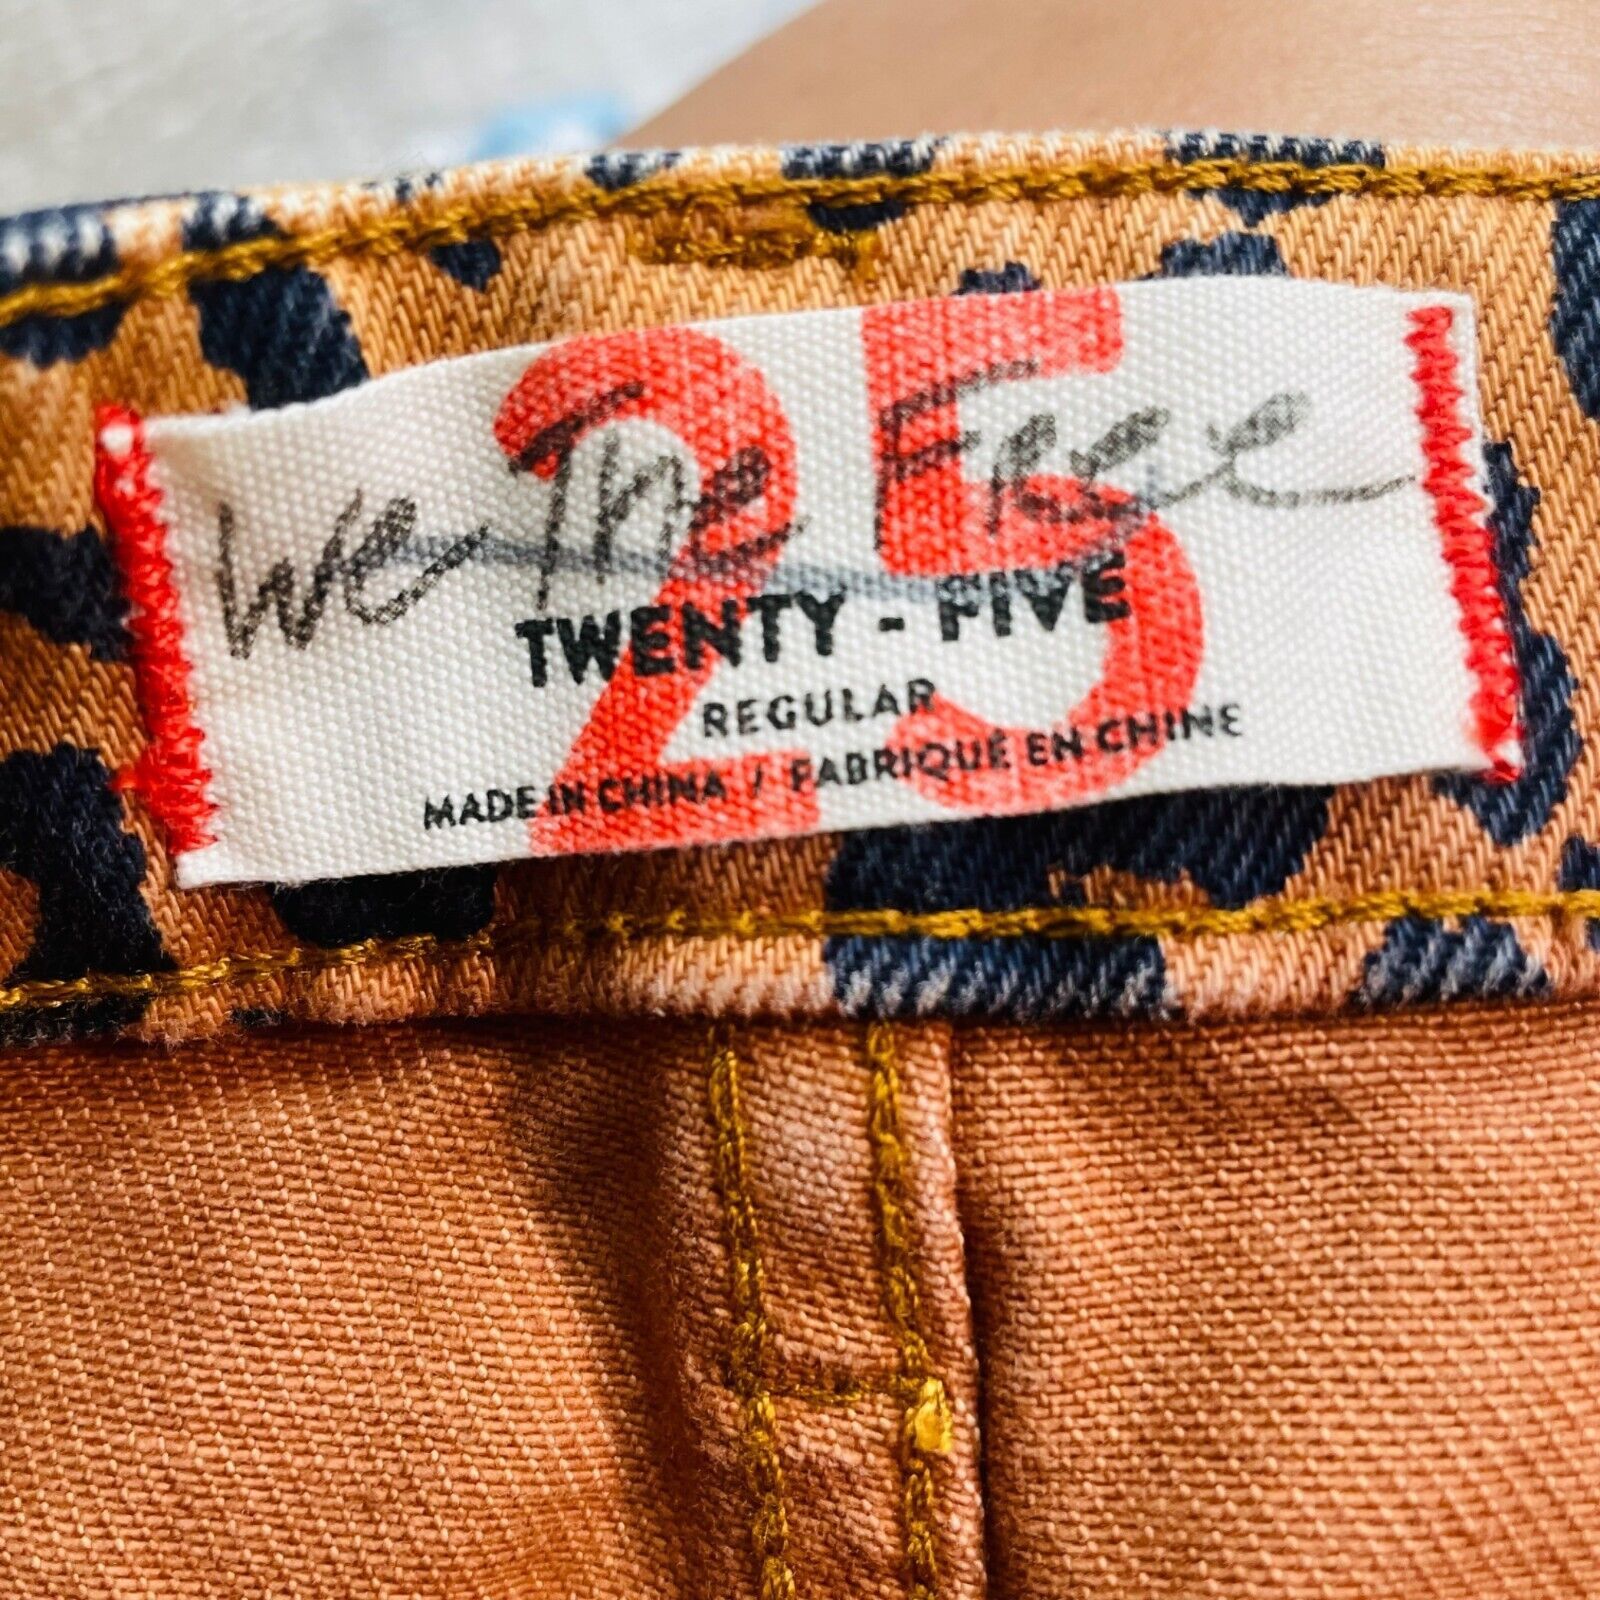 25
We The Free
TWENTY - FIVE
REGULAR
MADE IN CHINA / FABRIQUÉ EN CHINE